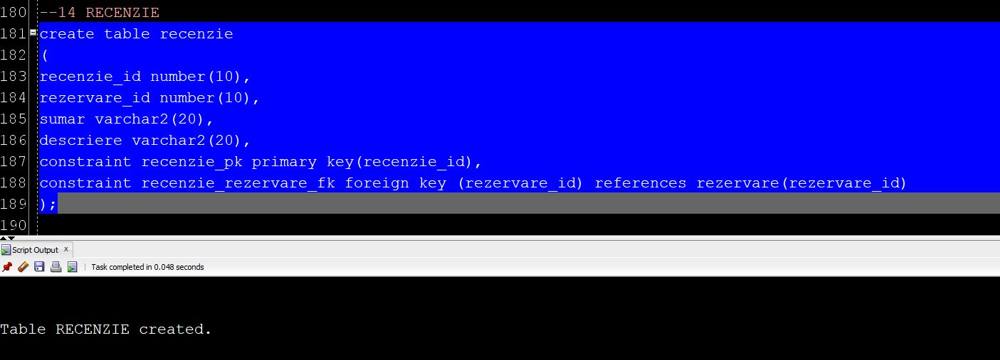 180 --14 RECENZIE
181 create table recenzie
182 (
183 recenzie_id number(10),
184 rezervare_id number(10),
185 sumar varchar2(20),
186 descriere varchar2(20),
187 constraint recenzie_pk primary key(recenzie_id),
188 constraint recenzie_rezervare_fk foreign key (rezervare_id) references rezervare(rezervare_id)
189 );
190
Script Output x
Task completed in 0.048 seconds
Table RECENZIE created.